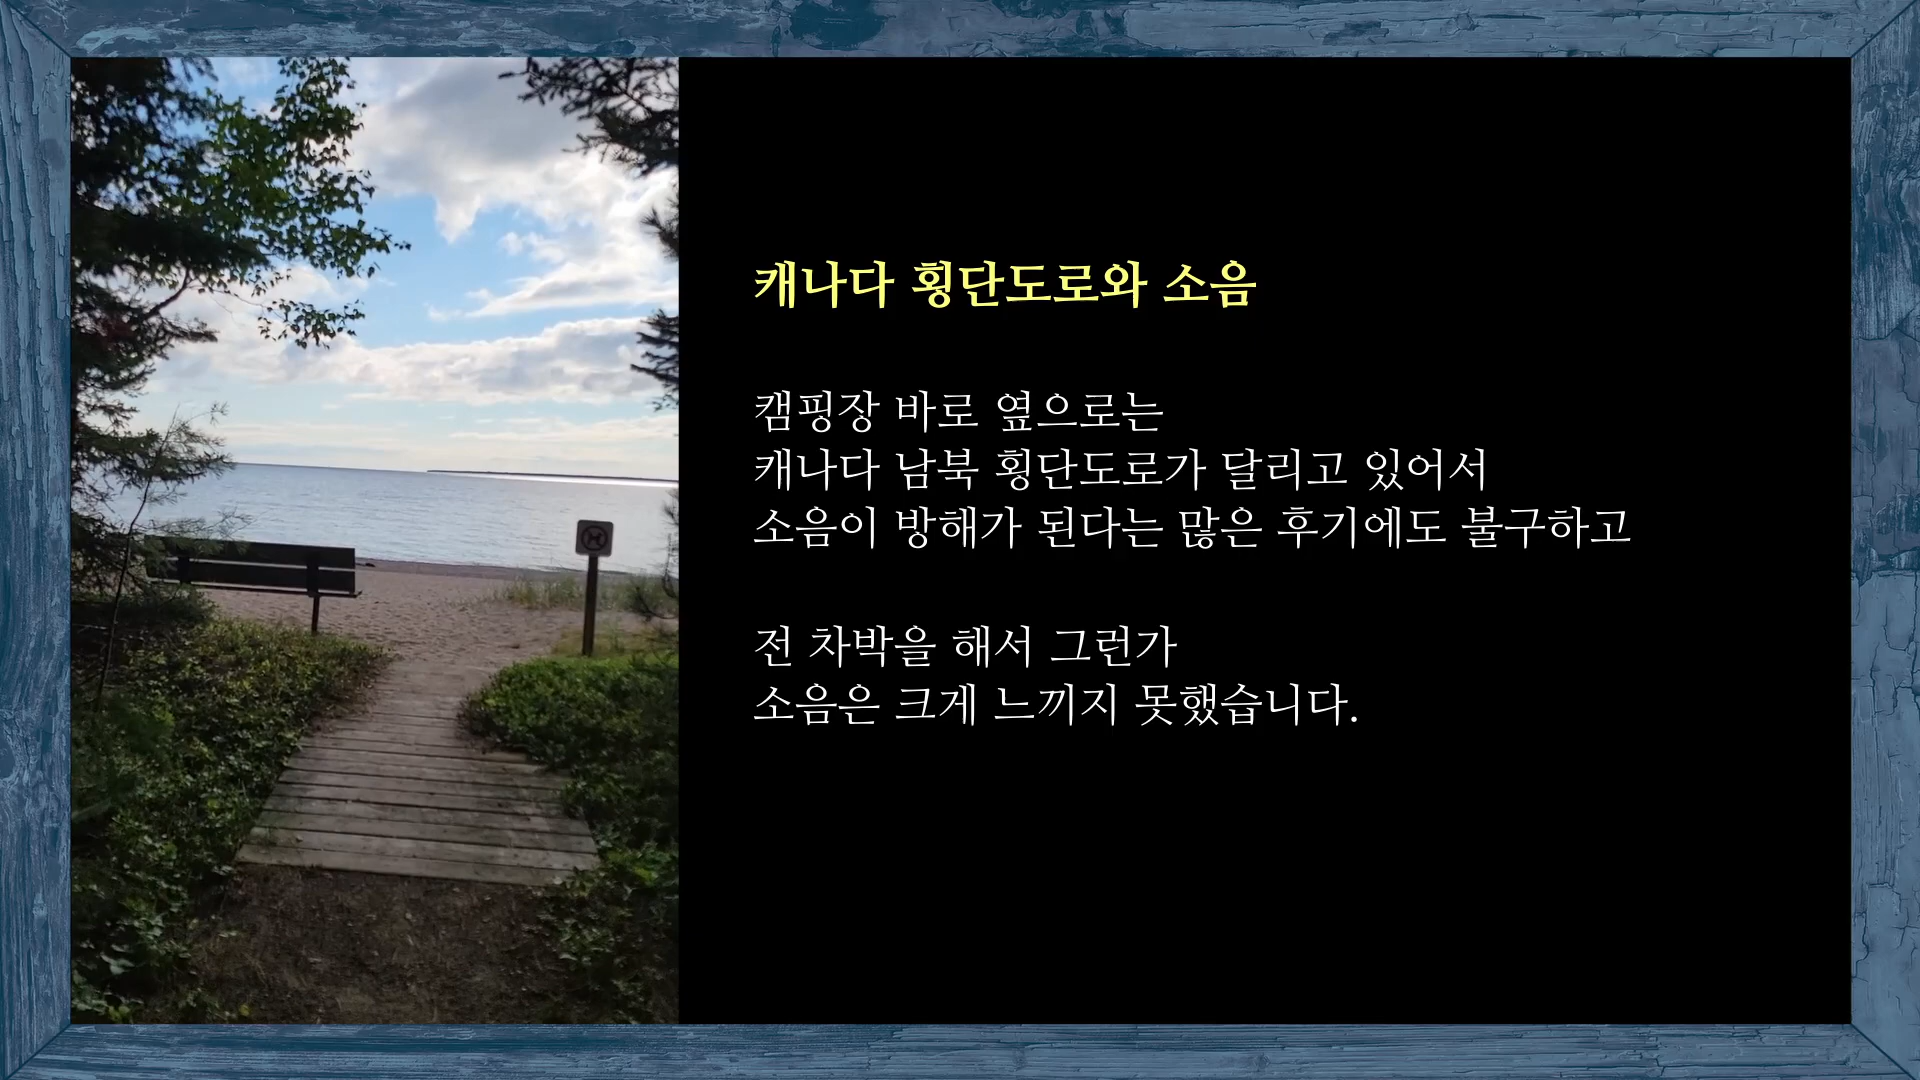 캐나다 횡단도로와 소음
캠핑장 바로 옆으로는
캐나다 남북 횡단도로가 달리고 있어서
소음이 방해가 된다는 많은 후기에도 불구하고
전 차박을 해서 그런가
소음은 크게 느끼지 못했습니다.